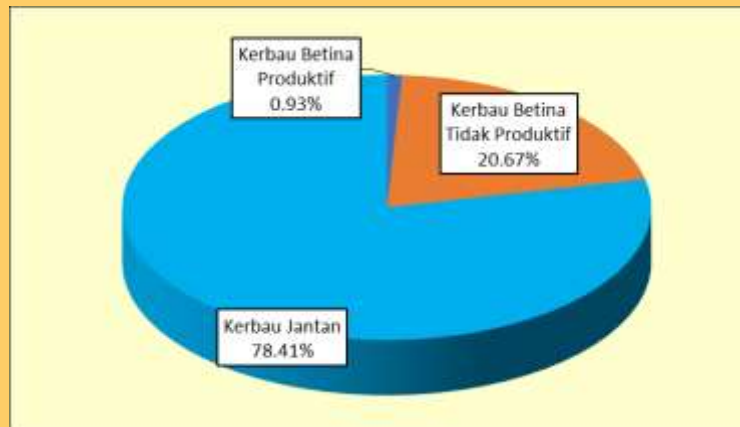 Kerbau Betina
Produktif
0.93%
Kerbau Betina
Tidak Produktif
20.67%
Kerbau Jantan
78.41%